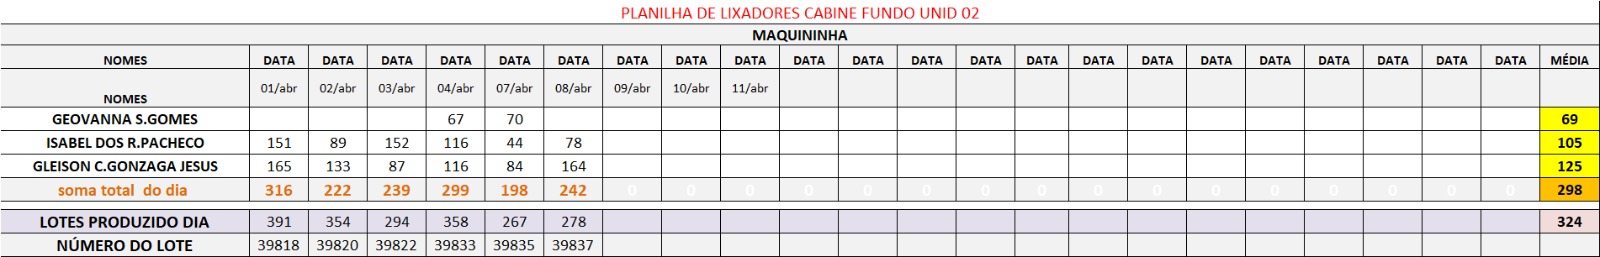 PLANILHA DE LIXADORES CABINE FUNDO UNID 02
MAQUININHA
NOMES DATA DATA DATA DATA DATA DATA DATA DATA DATA DATA DATA DATA DATA DATA DATA DATA DATA DATA DATA DATA DATA DATA MÉDIA
NOMES 01/abr 02/abr 03/abr 04/abr 07/abr 08/abr 09/abr 10/abr 11/abr
GEOVANNA S.GOMES 67 70 69
ISABEL DOS R.PACHECO 151 89 152 116 44 78 105
GLEISON C.GONZAGA JESUS 165 133 87 116 84 164 125
soma total do dia 316 222 239 299 198 242 0 0 0 0 0 0 0 0 0 0 0 0 0 0 0 0 298
LOTES PRODUZIDO DIA 391 354 294 358 267 278 324
NÚMERO DO LOTE 39818 39820 39822 39833 39835 39837